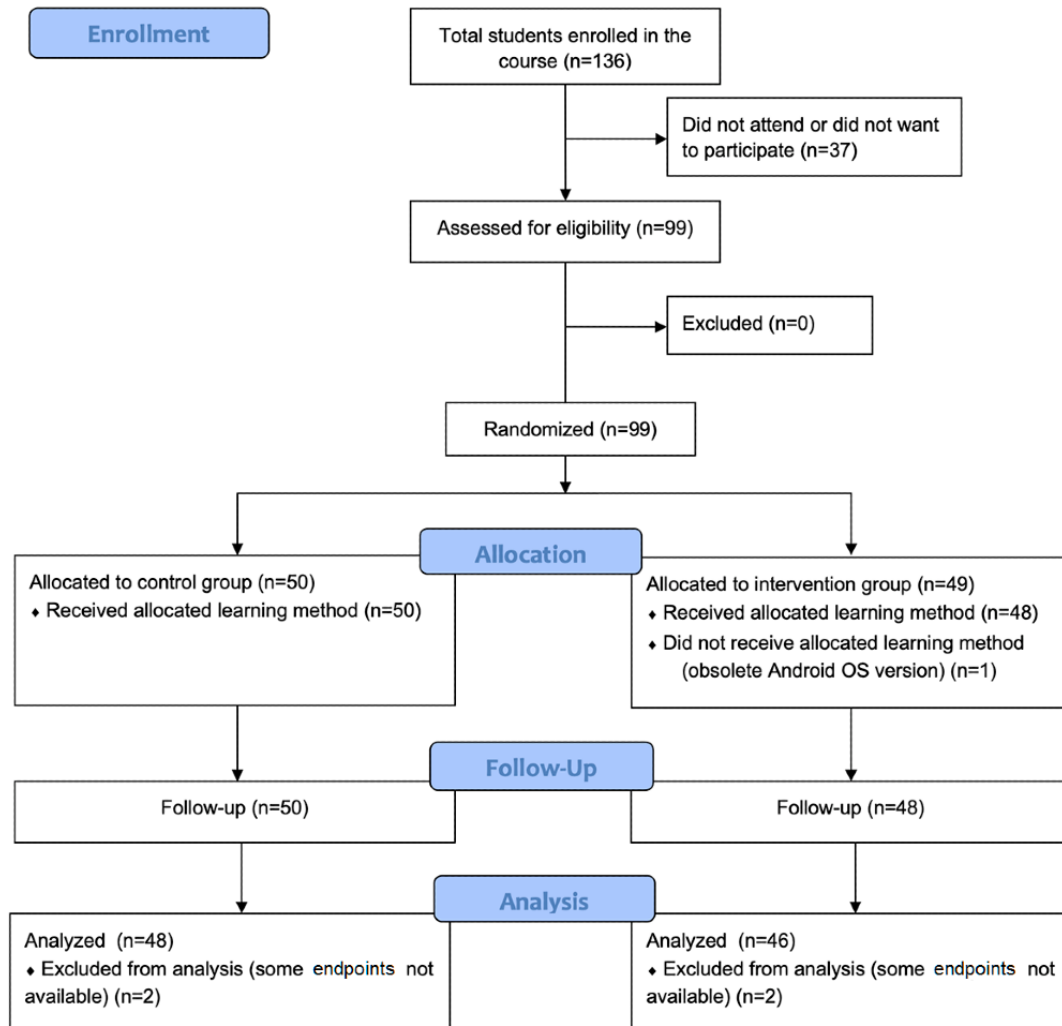 Enrollment
Total students enrolled in the
course (n=136)
Did not attend or did not want
to participate (n=37)
Assessed for eligibility (n=99)
Excluded (n=0)
Randomized (n=99)
Allocation
Allocated to control group (n=50)
♦ Received allocated learning method (n=50)
Allocated to intervention group (n=49)
♦ Received allocated learning method (n=48)
♦ Did not receive allocated learning method
(obsolete Android OS version) (n=1)
Follow-Up
Follow-up (n=50)
Follow-up (n=48)
Analysis
Analyzed (n=48)
♦ Excluded from analysis (some endpoints not
available) (n=2)
Analyzed (n=46)
♦ Excluded from analysis (some endpoints not
available) (n=2)